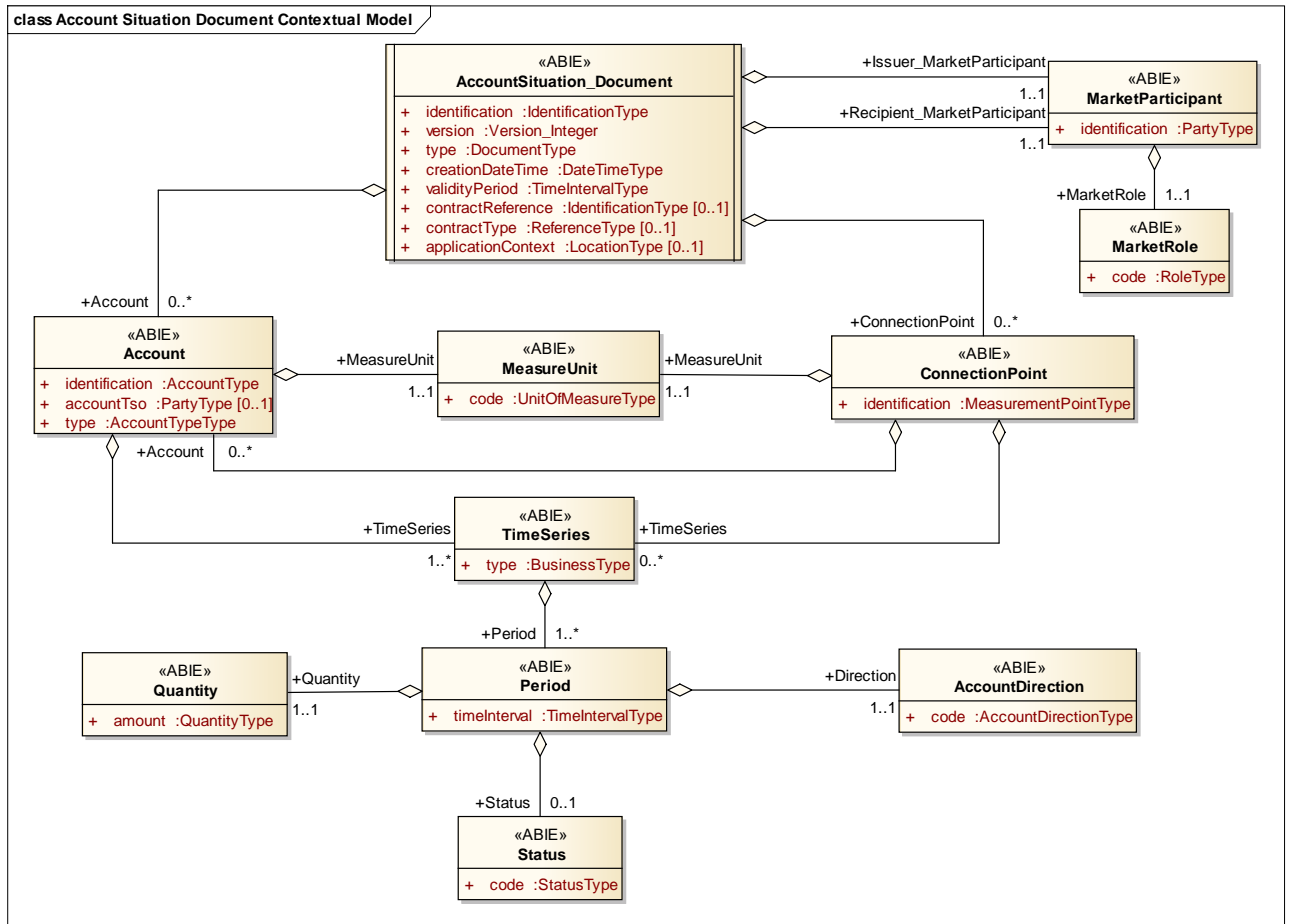 class Account Situation Document Contextual Model
«ABIE»
AccountSituation_Document
+ identification :IdentificationType
+ version :Version_Integer
+ type :DocumentType
+ creationDateTime :DateTimeType
+ validityPeriod :TimeIntervalType
+ contractReference :IdentificationType [0..1]
+ contractType :ReferenceType [0..1]
+ applicationContext :LocationType [0..1]
+Issuer_MarketParticipant
1..1
+Recipient_MarketParticipant
1..1
«ABIE»
MarketParticipant
+ identification :PartyType
+MarketRole 1..1
«ABIE»
MarketRole
+ code :RoleType
+Account 0..*
«ABIE»
Account
+ identification :AccountType
+ accountTso :PartyType [0..1]
+ type :AccountTypeType
+MeasureUnit
1..1
«ABIE»
MeasureUnit
+ code :UnitOfMeasureType
+MeasureUnit
1..1
+ConnectionPoint 0..*
«ABIE»
ConnectionPoint
+ identification :MeasurementPointType
+Account 0..*
+TimeSeries
1..*
«ABIE»
TimeSeries
+ type :BusinessType
+TimeSeries
0..*
+Period 1..*
«ABIE»
Quantity
+ amount :QuantityType
+Quantity
1..1
«ABIE»
Period
+ timeInterval :TimeIntervalType
+Direction
1..1
«ABIE»
AccountDirection
+ code :AccountDirectionType
+Status 0..1
«ABIE»
Status
+ code :StatusType